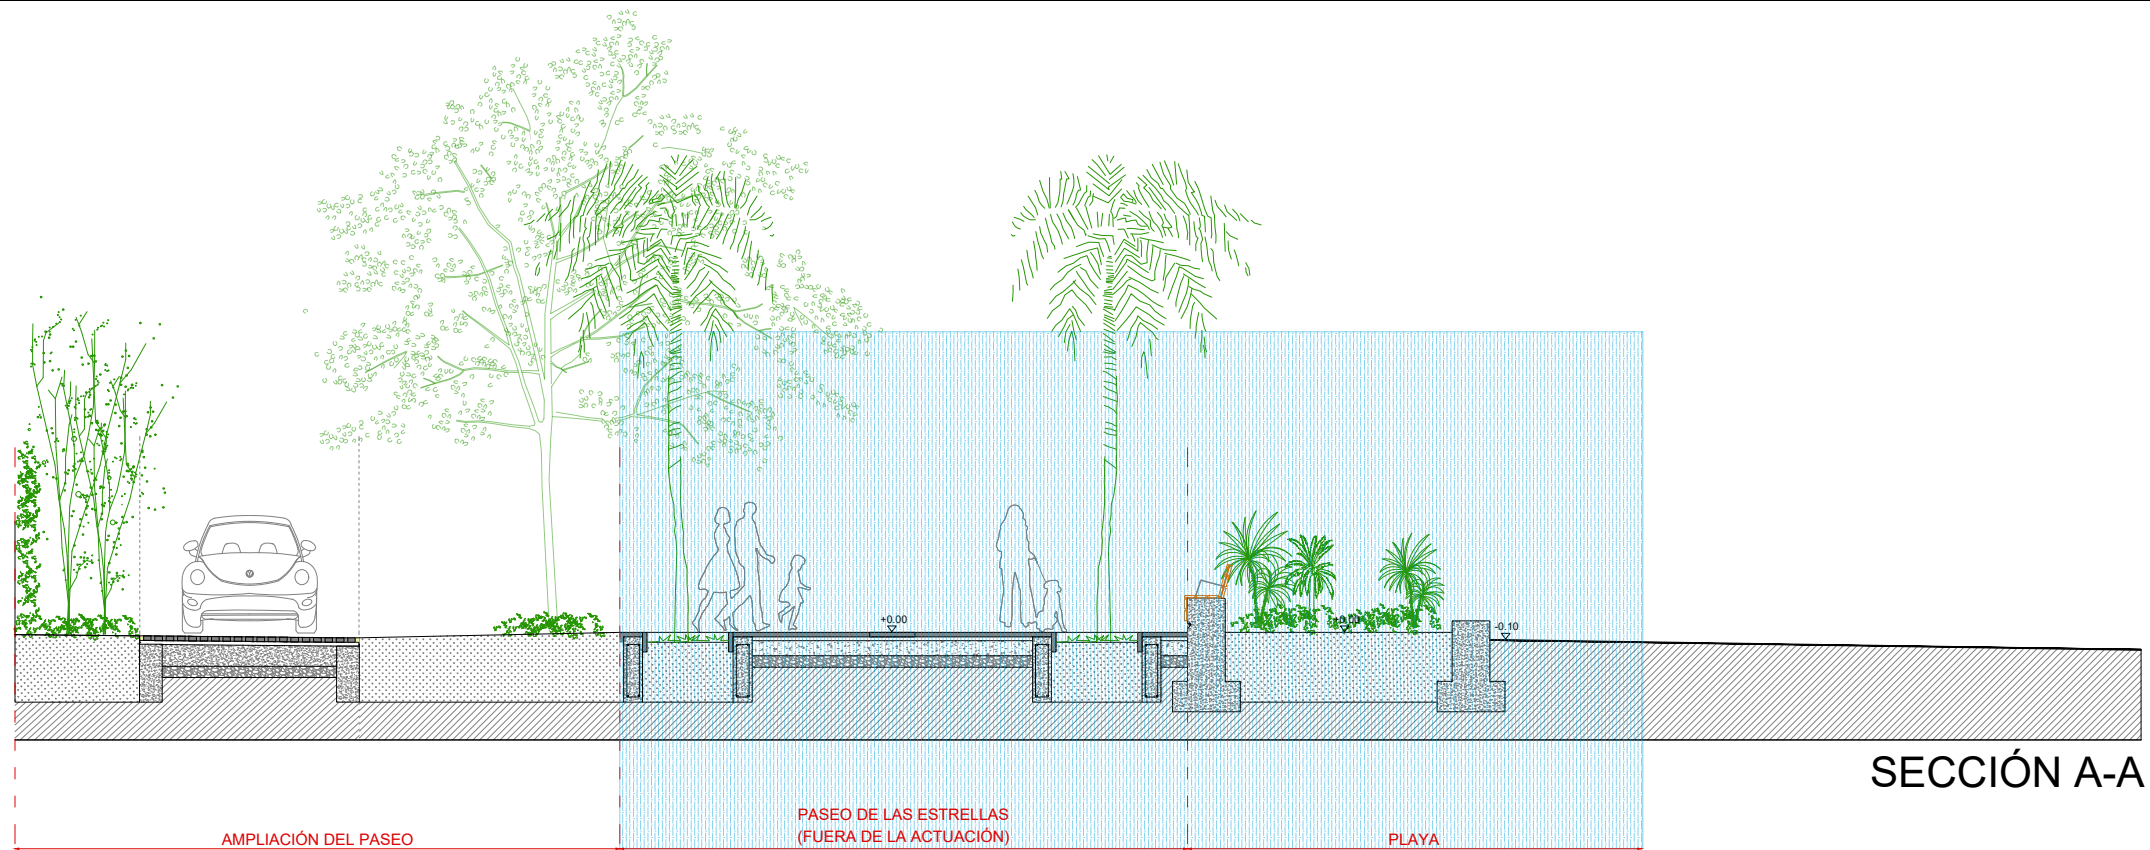 +0.00
-0.10
SECCIÓN A-A
PASEO DE LAS ESTRELLAS
(FUERA DE LA ACTUACIÓN)
AMPLIACIÓN DEL PASEO
PLAYA